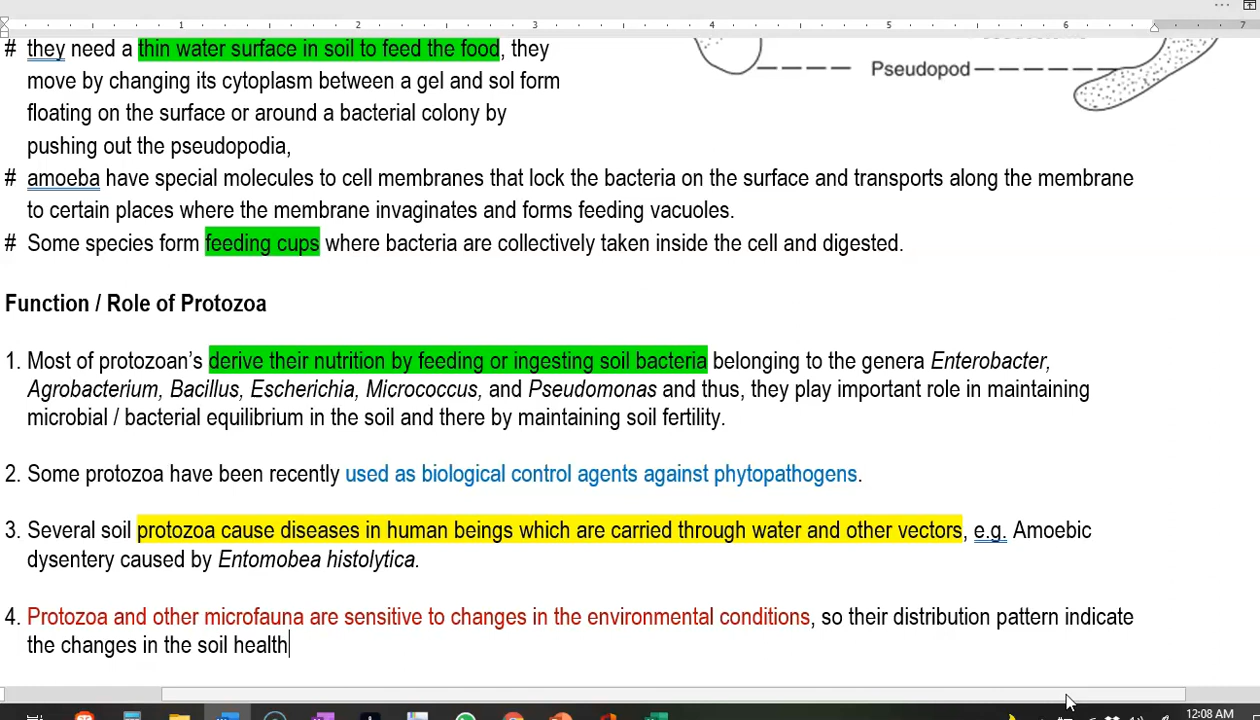 1 2 3 4 5 6 7
# they need a thin water surface in soil to feed the food, they
move by changing its cytoplasm between a gel and sol form
floating on the surface or around a bacterial colony by
pushing out the pseudopodia,
Pseudopod
# amoeba have special molecules to cell membranes that lock the bacteria on the surface and transports along the membrane
to certain places where the membrane invaginates and forms feeding vacuoles.
# Some species form feeding cups where bacteria are collectively taken inside the cell and digested.
Function / Role of Protozoa
1. Most of protozoan’s derive their nutrition by feeding or ingesting soil bacteria belonging to the genera Enterobacter,
Agrobacterium, Bacillus, Escherichia, Micrococcus, and Pseudomonas and thus, they play important role in maintaining
microbial / bacterial equilibrium in the soil and there by maintaining soil fertility.
2. Some protozoa have been recently used as biological control agents against phytopathogens.
3. Several soil protozoa cause diseases in human beings which are carried through water and other vectors, e.g. Amoebic
dysentery caused by Entomobea histolytica.
4. Protozoa and other microfauna are sensitive to changes in the environmental conditions, so their distribution pattern indicate
the changes in the soil health
12:08 AM